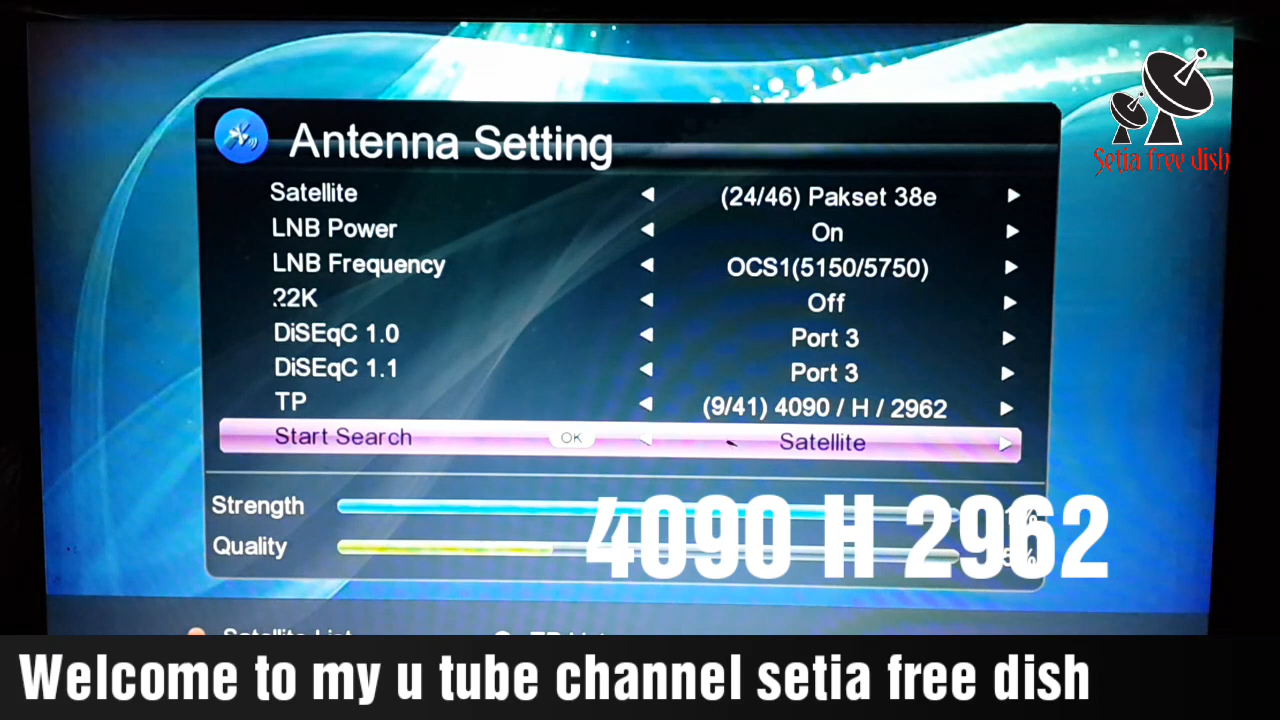 Setia free dish
Antenna Setting
Satellite (24/46) Pakset 38e
LNB Power On
LNB Frequency OCS1(5150/5750)
22K Off
DiSEqC 1.0 Port 3
DiSEqC 1.1 Port 3
TP (9/41) 4090 / H / 2962
Start Search OK Satellite
Strength
Quality
4090 H 2962
Satellite List
Welcome to my u tube channel setia free dish